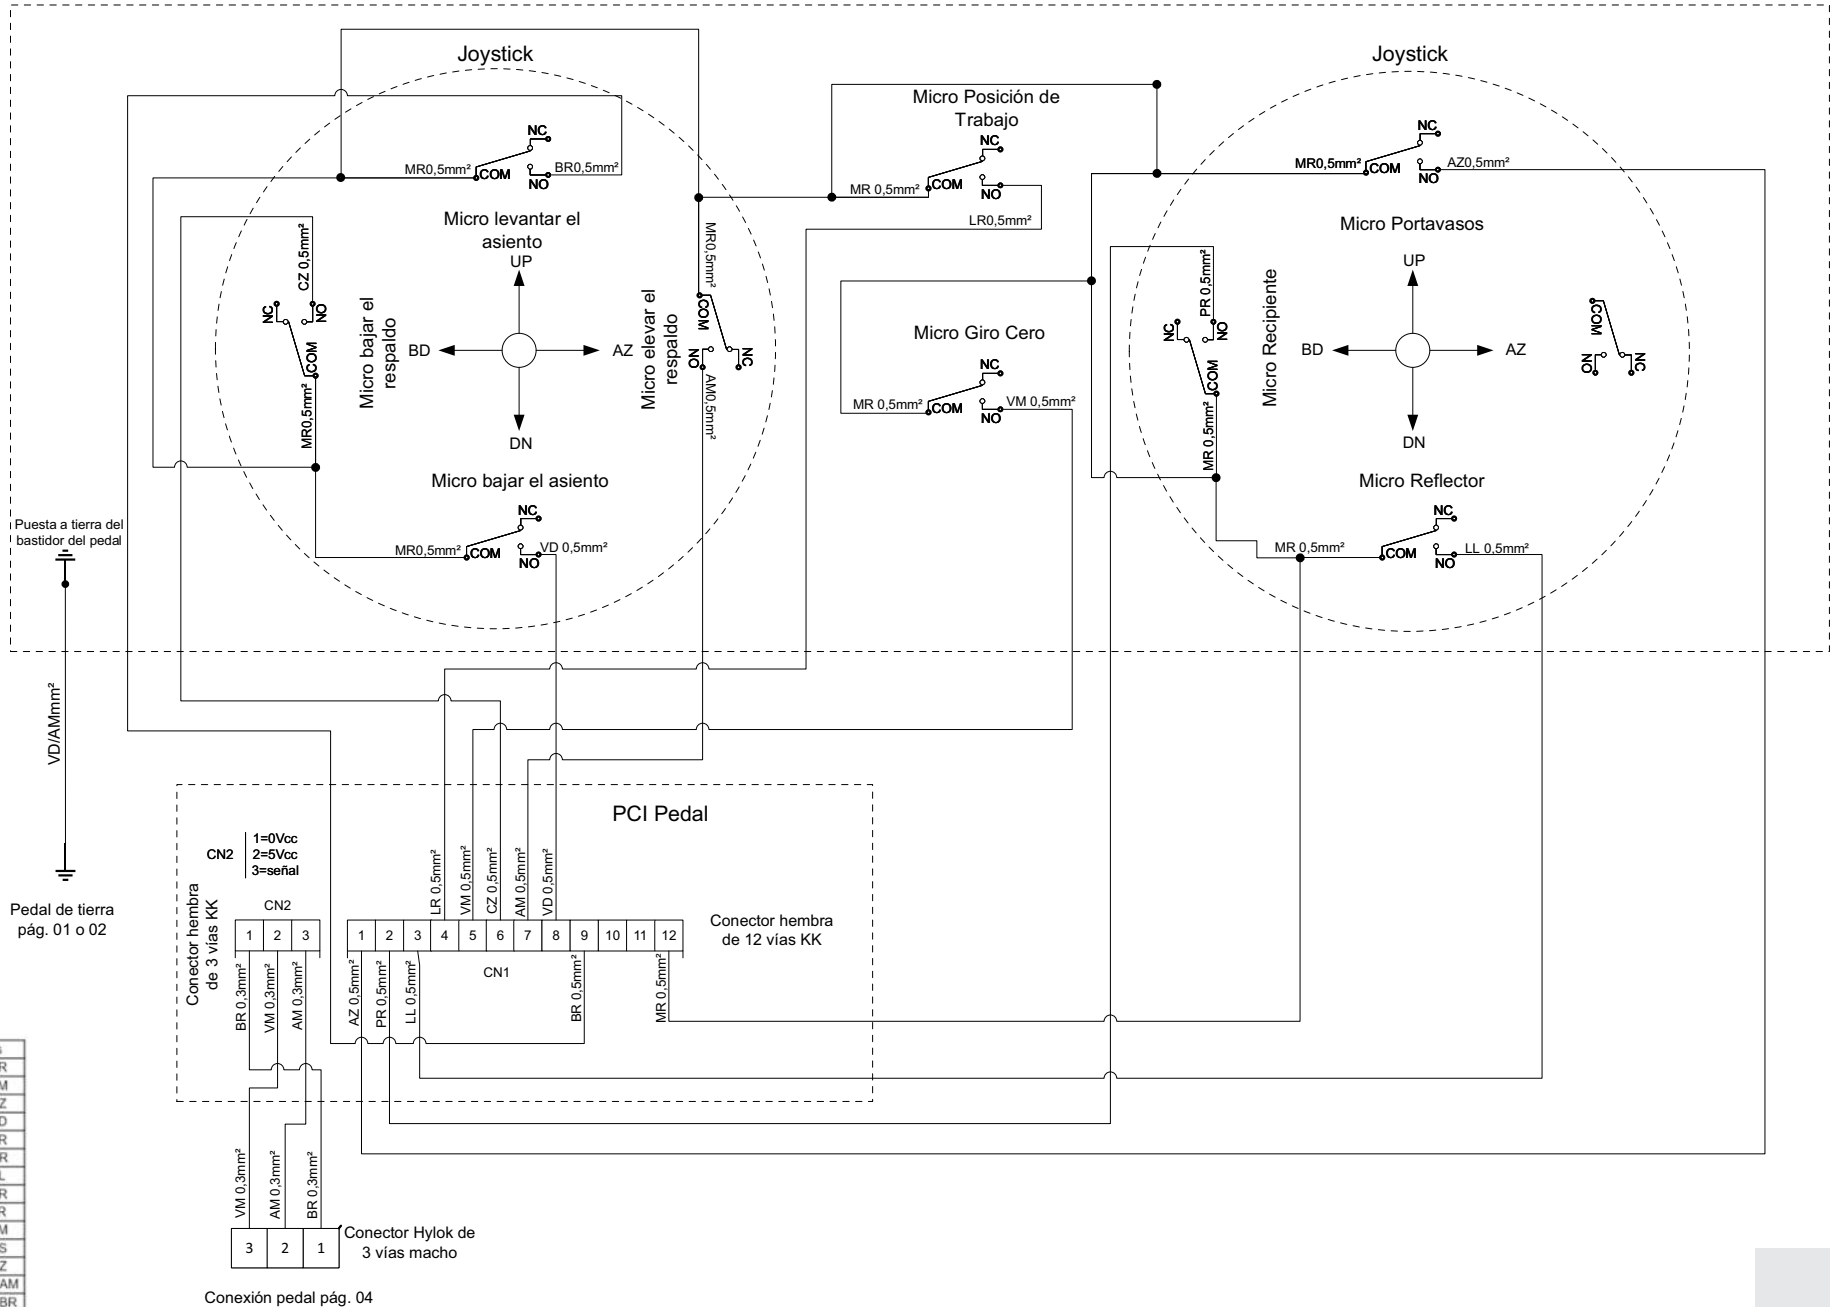 Joystick
Joystick
Micro Posición de
Trabajo
NC
MR0,5mm²
COM
NO
BR0,5mm²
NC
MR 0,5mm²
COM
NO
LR0,5mm²
NC
MR0,5mm²
COM
NO
AZ0,5mm²
Micro levantar el
asiento
UP
BD
AZ
DN
CZ 0,5mm²
NC
NO
COM
MR0,5mm²
Micro bajar el
respaldo
Micro elevar el
respaldo
MR0,5mm²
COM
NO
NC
AM0,5mm²
Micro bajar el asiento
NC
MR0,5mm²
COM
NO
VD 0,5mm²
Micro Giro Cero
NC
MR 0,5mm²
COM
NO
VM 0,5mm²
Micro Portavasos
UP
BD
AZ
DN
PR 0,5mm²
NC
NO
COM
MR 0,5mm²
Micro Recipiente
COM
NO
NC
Micro Reflector
NC
MR 0,5mm²
COM
NO
LL 0,5mm²
Puesta a tierra del
bastidor del pedal
VD/AMmm²
Pedal de tierra
pág. 01 o 02
PCI Pedal
CN2
1=0Vcc
2=5Vcc
3=señal
Conector hembra
de 3 vías KK
CN2
1 2 3
BR 0,3mm²
VM 0,3mm²
AM 0,3mm²
LR 0,5mm²
VM 0,5mm²
CZ 0,5mm²
AM 0,5mm²
VD 0,5mm²
1 2 3 4 5 6 7 8 9 10 11 12
CN1
Conector hembra
de 12 vías KK
AZ 0,5mm²
PR 0,5mm²
LL 0,5mm²
BR 0,5mm²
MR 0,5mm²
VM 0,3mm²
AM 0,3mm²
BR 0,3mm²
3 2 1
Conector Hylok de
3 vías macho
Conexión pedal pág. 04
s
R
M
Z
D
R
R
L
R
R
M
S
Z
AM
BR